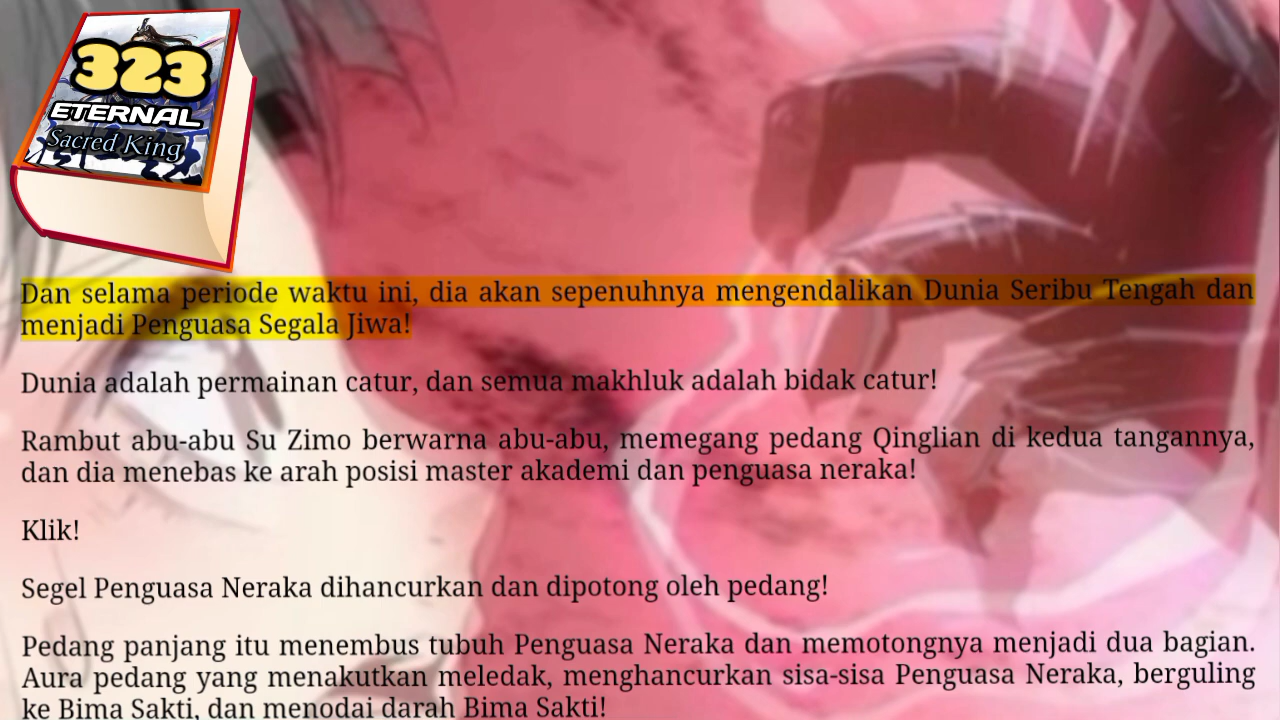 323
ETERNAL
Sacred King
Dan selama periode waktu ini, dia akan sepenuhnya mengendalikan Dunia Seribu Tengah dan
menjadi Penguasa Segala Jiwa!
Dunia adalah permainan catur, dan semua makhluk adalah bidak catur!
Rambut abu-abu Su Zimo berwarna abu-abu, memegang pedang Qinglian di kedua tangannya,
dan dia menebas ke arah posisi master akademi dan penguasa neraka!
Klik!
Segel Penguasa Neraka dihancurkan dan dipotong oleh pedang!
Pedang panjang itu menembus tubuh Penguasa Neraka dan memotongnya menjadi dua bagian.
Aura pedang yang menakutkan meledak, menghancurkan sisa-sisa Penguasa Neraka, berguling
ke Bima Sakti, dan menodai darah Bima Sakti!